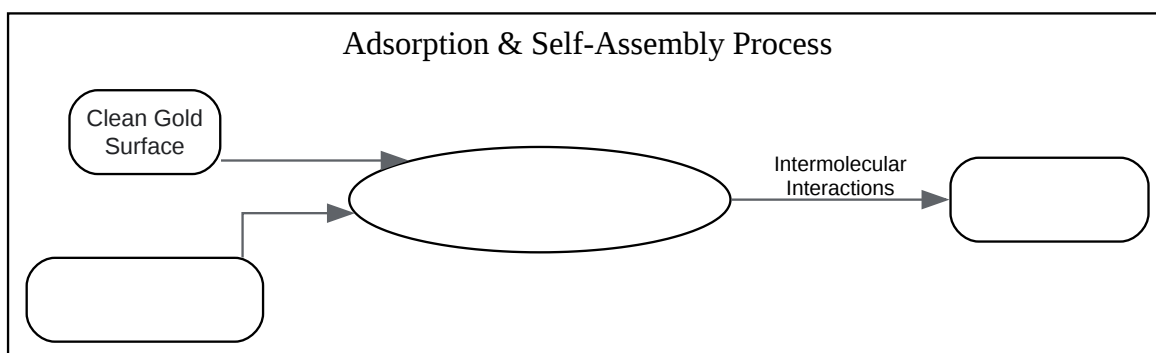 Adsorption & Self-Assembly Process
Clean Gold
Surface
Intermolecular
Interactions